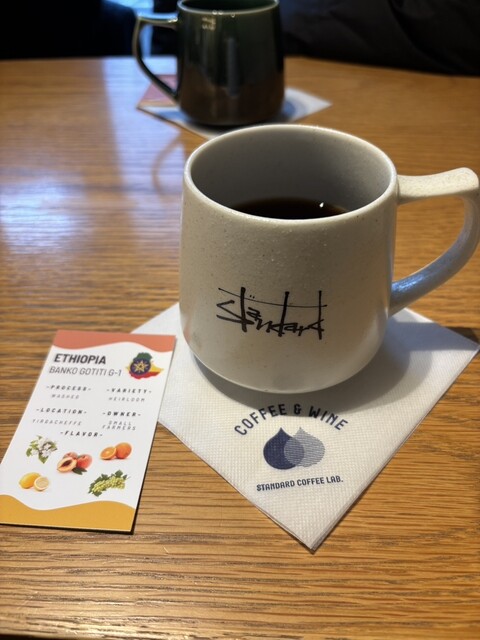 Standard
ETHIOPIA
BANKO GOTITI G-1
-PROCESS-
WASHED
-VARIETY-
HEIRLOOM
-LOCATION-
YIRGACHEFFE
-OWNER-
SMALL
FARMERS
-FLAVOR-
COFFEE & WINE
STANDARD COFFEE LAB.